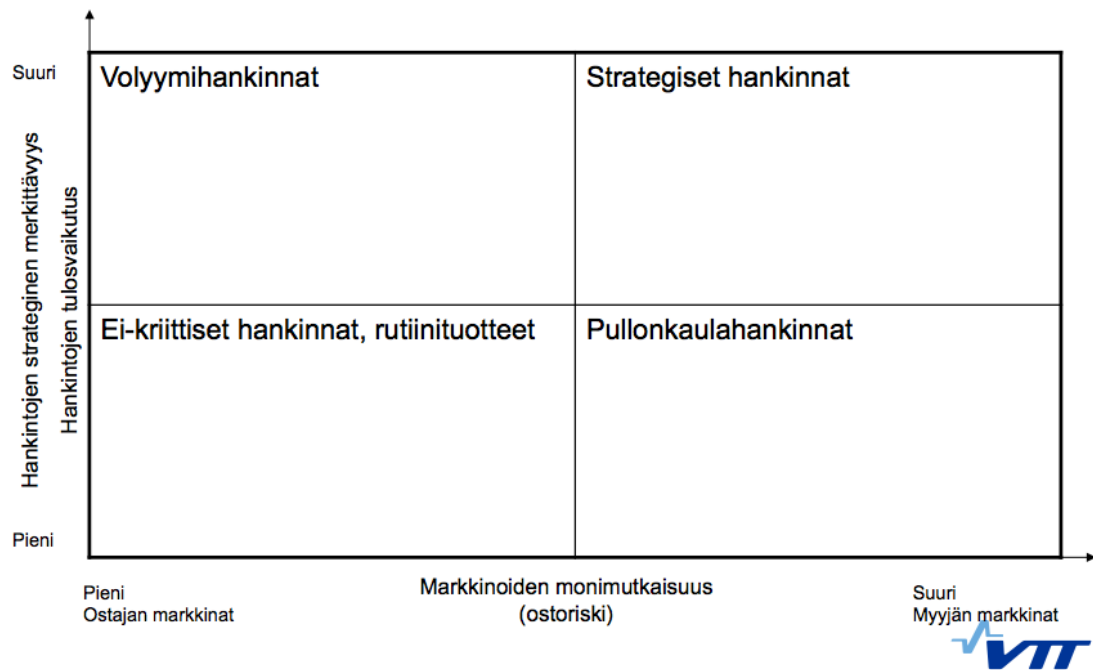 Suuri
Volyymihankinnat
Strategiset hankinnat
Hankintojen strateginen merkittävyys
Hankintojen tulosvaikutus
Ei-kriittiset hankinnat, rutiinituotteet
Pullonkaulahankinnat
Pieni
Pieni
Ostajan markkinat
Markkinoiden monimutkaisuus
(ostoriski)
Suuri
Myyjän markkinat
VTT